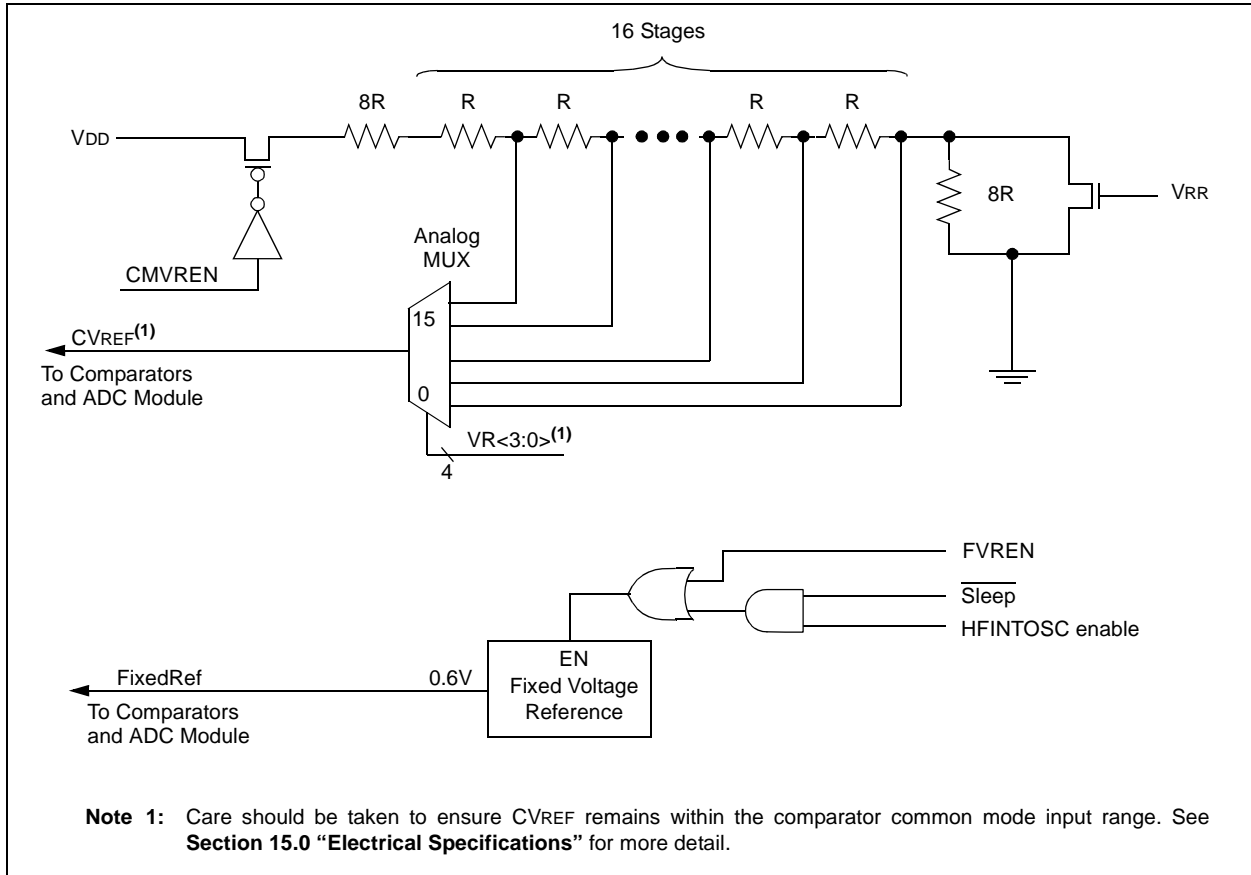 16 Stages
8R R R R R
VDD
8R
VRR
Analog
MUX
CMVREN
15
CVREF(1)
To Comparators
and ADC Module
0
VR<3:0>(1)
4
FVREN
Sleep
HFINTOSC enable
EN
FixedRef 0.6V Fixed Voltage
Reference
To Comparators
and ADC Module
Note 1: Care should be taken to ensure CVREF remains within the comparator common mode input range. See
Section 15.0 “Electrical Specifications” for more detail.